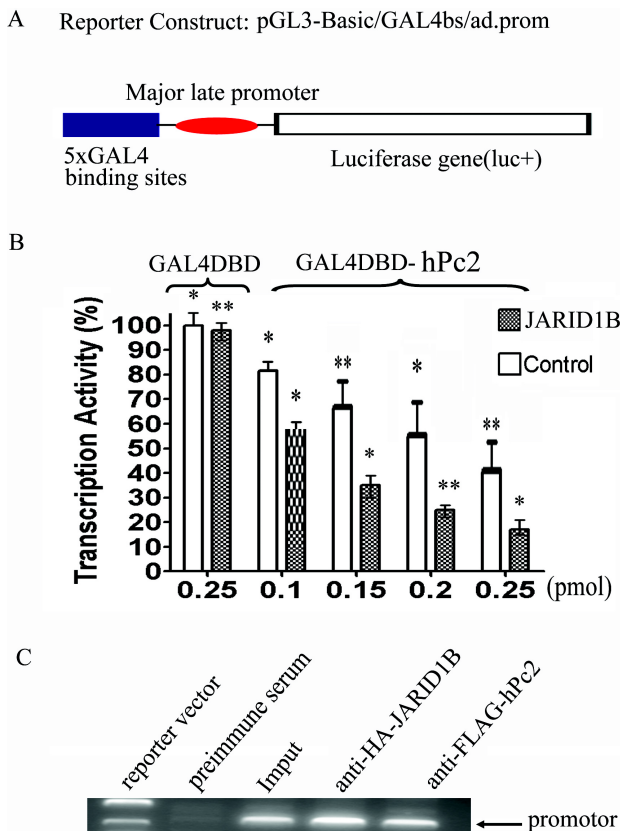 A
Reporter Construct: pGL3-Basic/GAL4bs/ad.prom
Major late promoter
5xGAL4
binding sites
Luciferase gene(luc+)
B
GAL4DBD
GAL4DBD-hPc2
Transcription Activity (%)
100
90
80
70
60
50
40
30
20
10
0
* ** * * ** * * ** ** *
JARID1B
Control
0.25 0.1 0.15 0.2 0.25 (pmol)
C
reporter vector
preimmune serum
Imput
anti-HA-JARID1B
anti-FLAG-hPc2
promotor